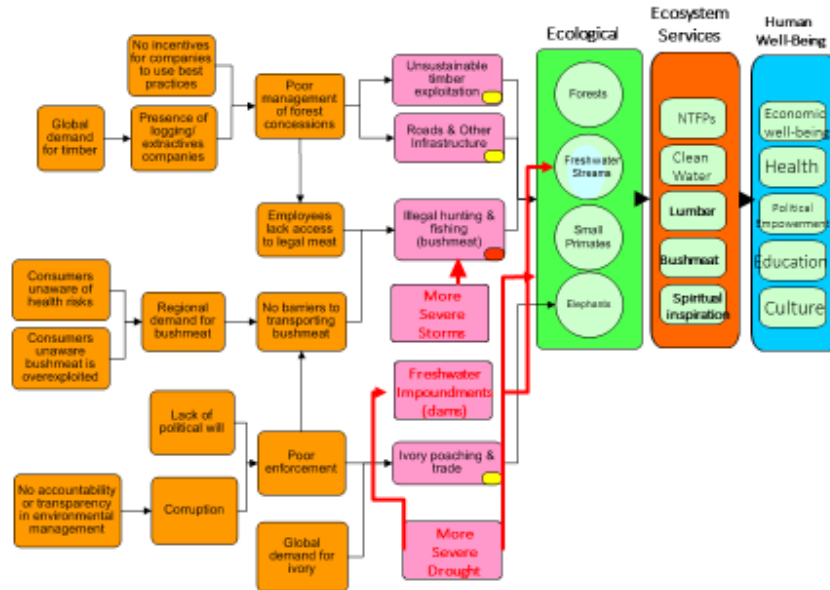 Ecological
Ecosystem
Services
Human
Well-Being
No incentives
for companies
to use best
practices
Global
demand
for timber
Presence of
logging/
extractives
companies
Poor
management
of forest
concessions
Employees
lack access
to legal meat
Unsustainable
timber
exploitation
Roads & Other
Infrastructure
Illegal hunting &
fishing
(bushmeat)
More
Severe
Storms
Consumers
unaware of
health risks
Consumers
unaware
bushmeat is
overexploited
Regional
demand for
bushmeat
No barriers to
transporting
bushmeat
Freshwater
Impoundments
(dams)
Lack of
political will
No accountability
or transparency
in environmental
management
Corruption
Poor
enforcement
Global
demand for
ivory
Ivory poaching &
trade
More
Severe
Drought
Forests
Freshwater
Streams
Small
Primates
Elephants
NTFPs
Clean
Water
Lumber
Bushmeat
Spiritual
inspiration
Economic
well-being
Health
Political
Empowerment
Education
Culture